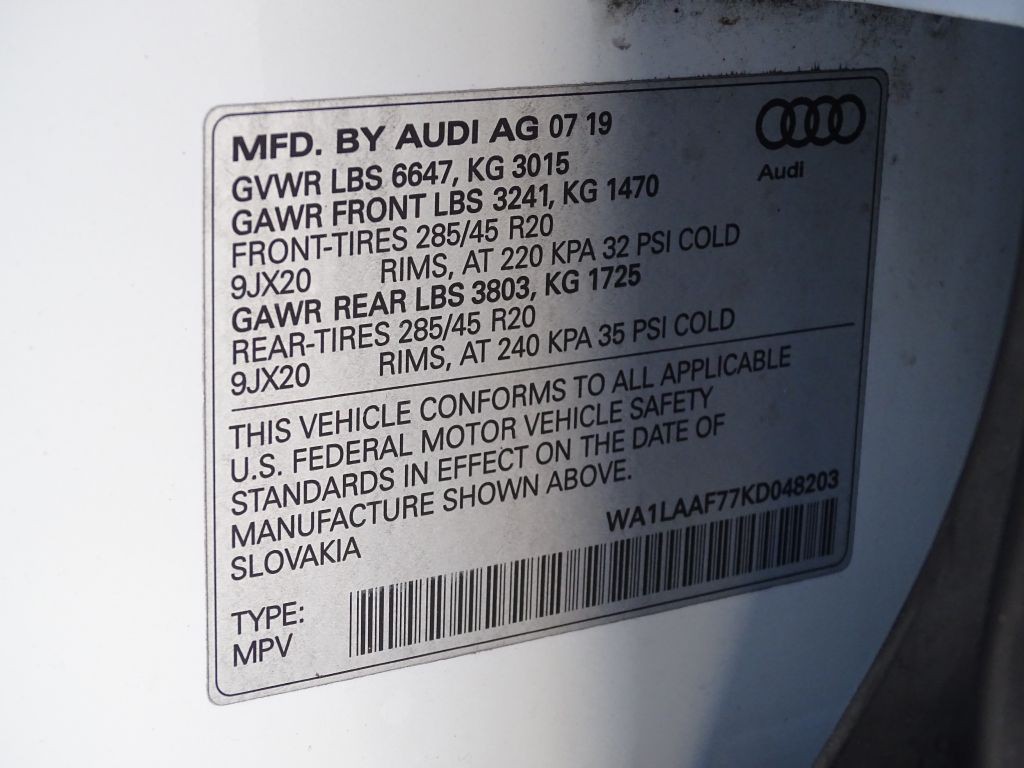 MFD. BY AUDI AG 07 19
Audi
GVWR LBS 6647, KG 3015
GAWR FRONT LBS 3241, KG 1470
FRONT-TIRES 285/45 R20
9JX20 RIMS, AT 220 KPA 32 PSI COLD
GAWR REAR LBS 3803, KG 1725
REAR-TIRES 285/45 R20
9JX20 RIMS, AT 240 KPA 35 PSI COLD
THIS VEHICLE CONFORMS TO ALL APPLICABLE
U.S. FEDERAL MOTOR VEHICLE SAFETY
STANDARDS IN EFFECT ON THE DATE OF
MANUFACTURE SHOWN ABOVE.
SLOVAKIA
WA1LAAF77KD048203
TYPE:
MPV